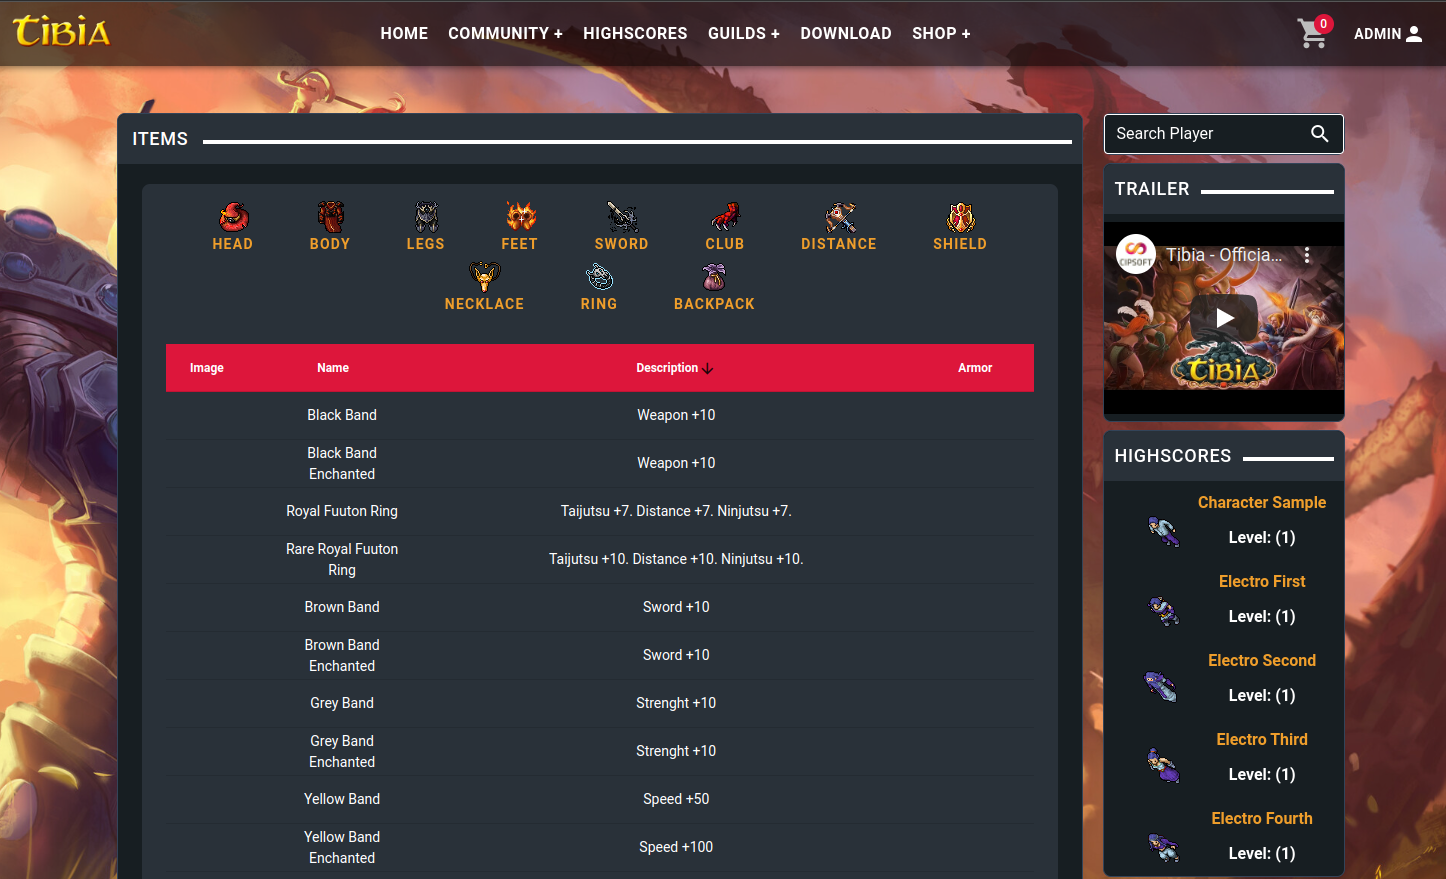 TIBIA
HOME COMMUNITY + HIGHSCORES GUILDS + DOWNLOAD SHOP +
0
ADMIN
ITEMS
HEAD BODY LEGS FEET SWORD CLUB DISTANCE SHIELD
NECKLACE RING BACKPACK
Image Name Description Armor
Black Band Weapon +10
Black Band
Enchanted
Weapon +10
Royal Fuuton Ring Taijutsu +7. Distance +7. Ninjutsu +7.
Rare Royal Fuuton
Ring
Taijutsu +10. Distance +10. Ninjutsu +10.
Brown Band Sword +10
Brown Band
Enchanted
Sword +10
Grey Band Strenght +10
Grey Band
Enchanted
Strenght +10
Yellow Band Speed +50
Yellow Band
Enchanted
Speed +100
Search Player
TRAILER
CIPSOFT
Tibia - Officia...
TIBIA
HIGHSCORES
Character Sample
Level: (1)
Electro First
Level: (1)
Electro Second
Level: (1)
Electro Third
Level: (1)
Electro Fourth
Level: (1)